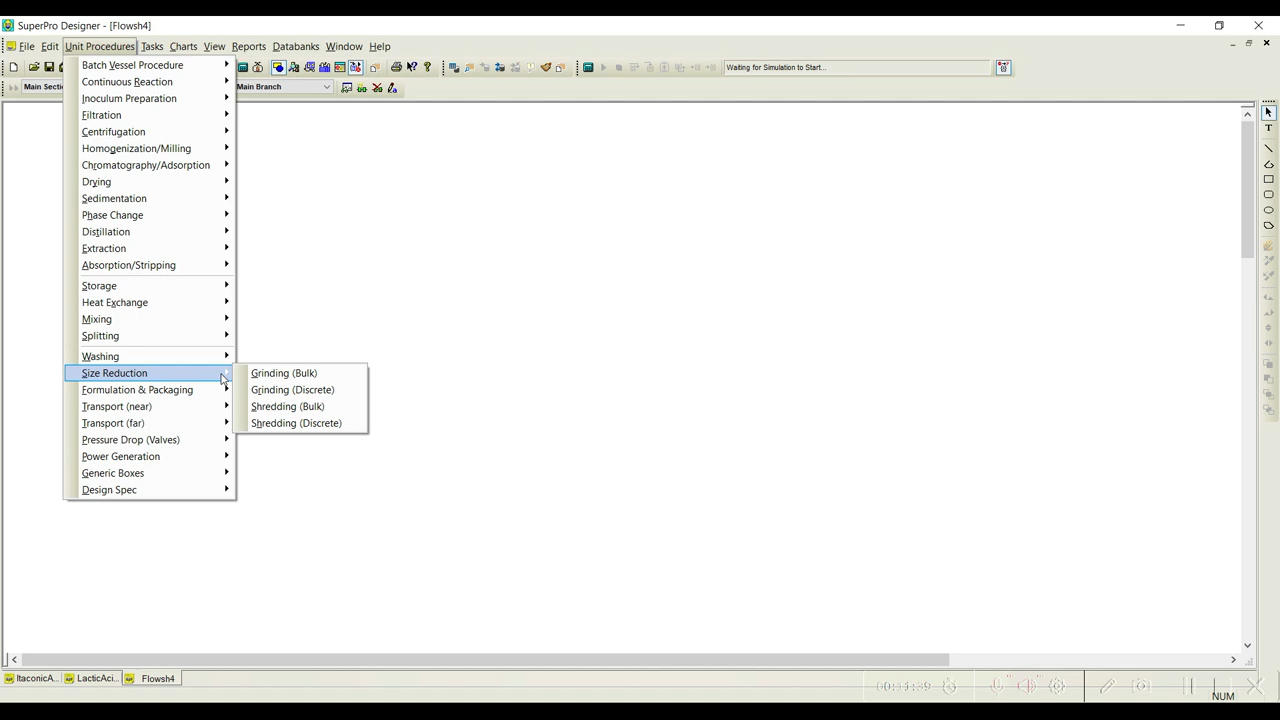 SuperPro Designer - [Flowsh4]
File Edit Unit Procedures Tasks Charts View Reports Databanks Window Help
Waiting for Simulation to Start...
Main Secti
Main Branch
Batch Vessel Procedure
Continuous Reaction
Inoculum Preparation
Filtration
Centrifugation
Homogenization/Milling
Chromatography/Adsorption
Drying
Sedimentation
Phase Change
Distillation
Extraction
Absorption/Stripping
Storage
Heat Exchange
Mixing
Splitting
Washing
Size Reduction
Formulation & Packaging
Transport (near)
Transport (far)
Pressure Drop (Valves)
Power Generation
Generic Boxes
Design Spec
Grinding (Bulk)
Grinding (Discrete)
Shredding (Bulk)
Shredding (Discrete)
T
ItaconicA... LacticAci... Flowsh4
NUM